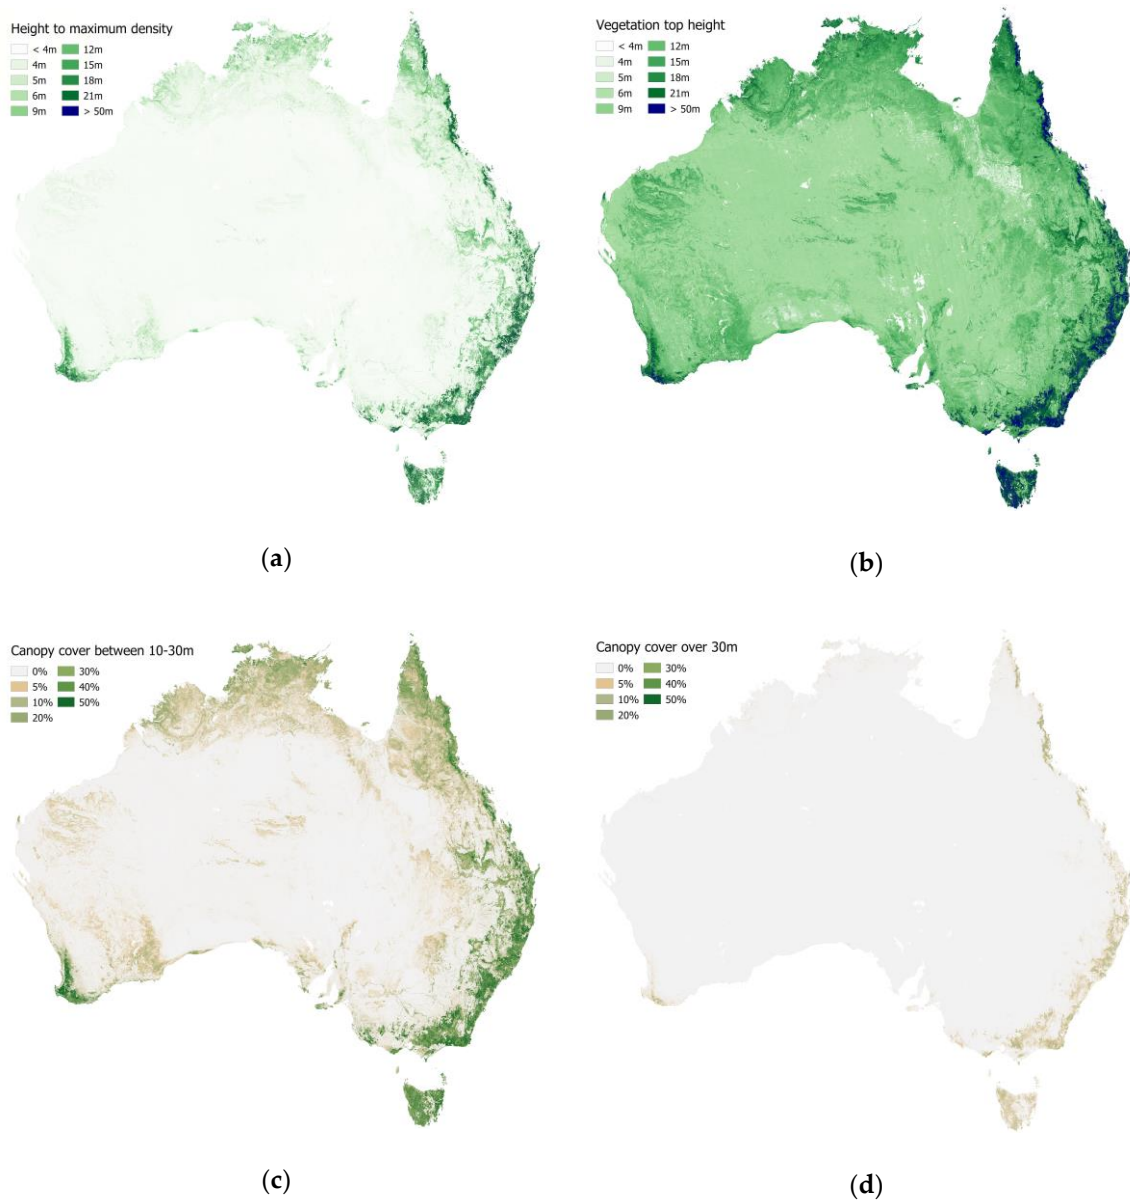 Height to maximum density
< 4m 12m
4m 15m
5m 18m
6m 21m
9m > 50m
(a)
Vegetation top height
< 4m 12m
4m 15m
5m 18m
6m 21m
9m > 50m
(b)
Canopy cover between 10-30m
0% 30%
5% 40%
10% 50%
20%
(c)
Canopy cover over 30m
0% 30%
5% 40%
10% 50%
20%
(d)